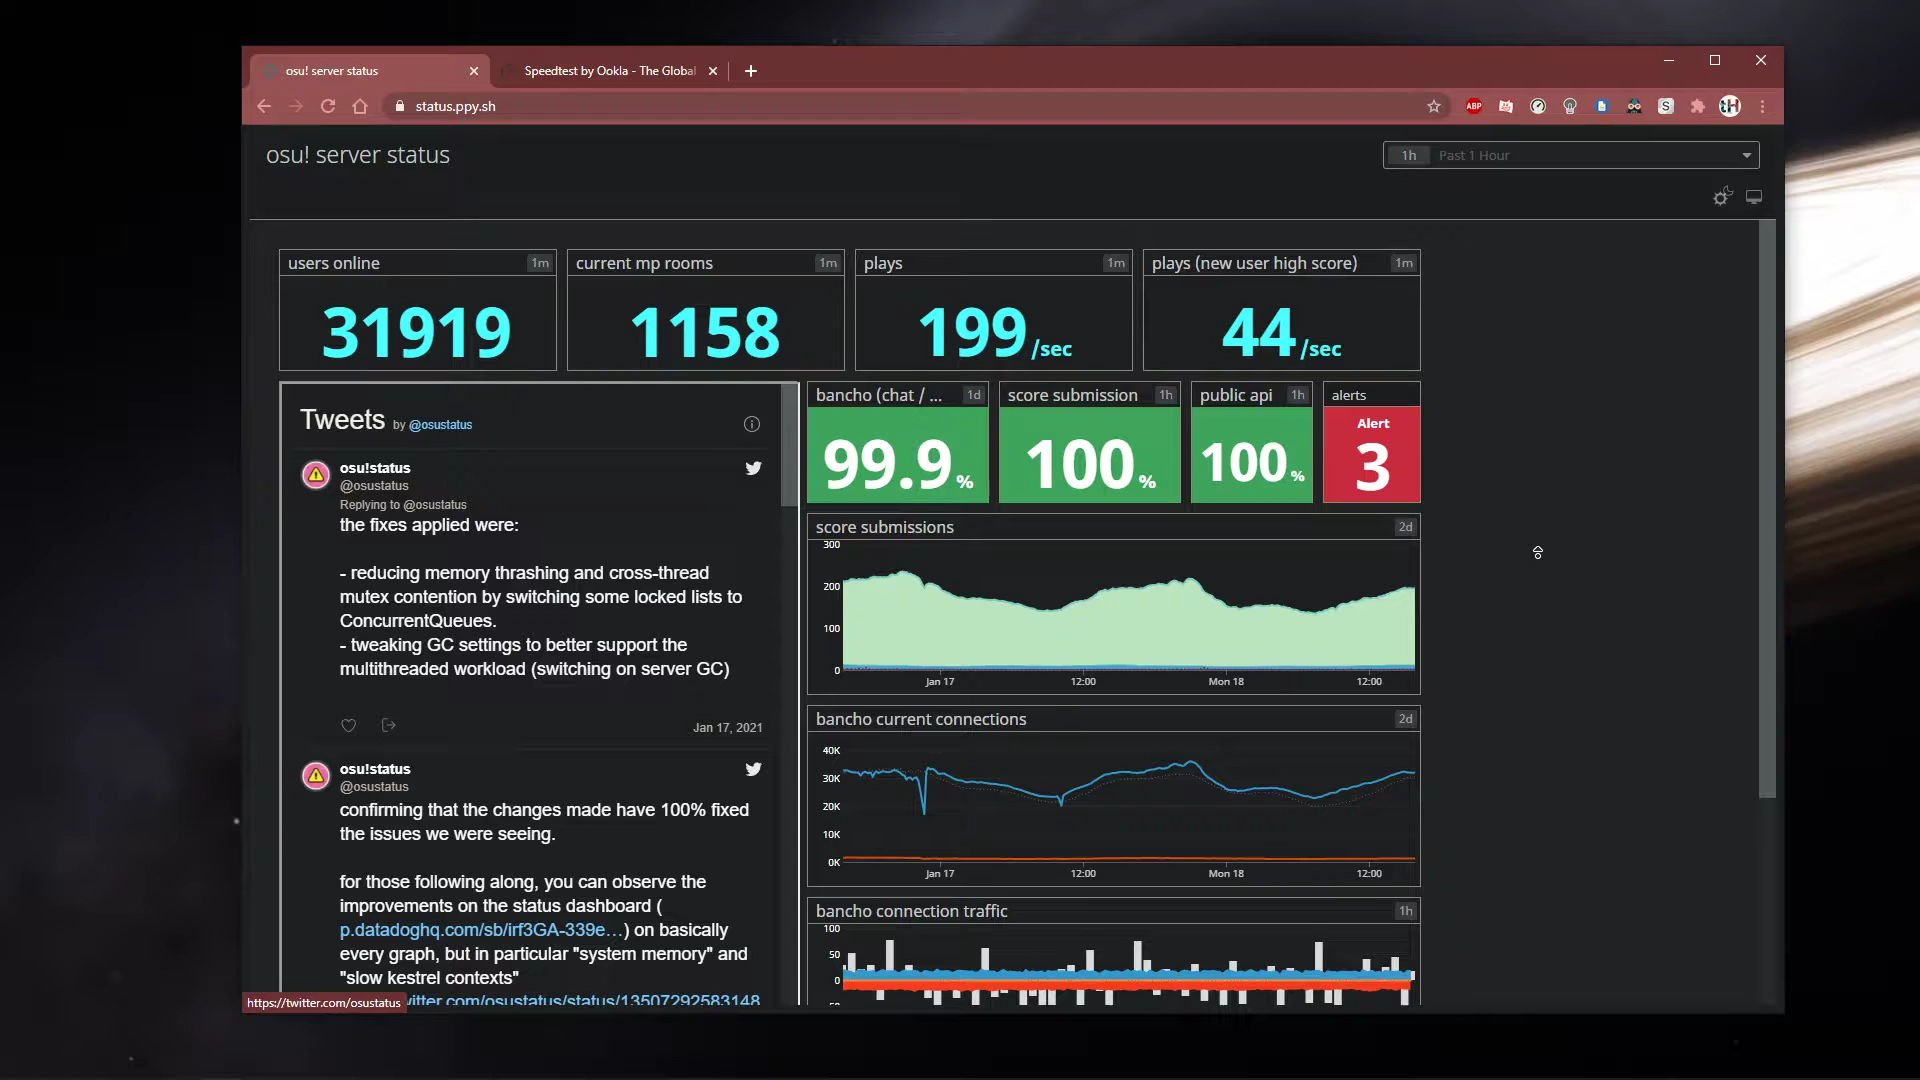 osu! server status
Speedtest by Ookla - The Global
status.ppy.sh
ABP
S
tH
osu! server status
1h Past 1 Hour
users online 1m
31919
current mp rooms 1m
1158
plays 1m
199 /sec
plays (new user high score) 1m
44 /sec
Tweets by @osustatus
osu!status
@osustatus
Replying to @osustatus
the fixes applied were:
- reducing memory thrashing and cross-thread
mutex contention by switching some locked lists to
ConcurrentQueues.
- tweaking GC settings to better support the
multithreaded workload (switching on server GC)
Jan 17, 2021
osu!status
@osustatus
confirming that the changes made have 100% fixed
the issues we were seeing.
for those following along, you can observe the
improvements on the status dashboard (
p.datadoghq.com/sb/irf3GA-339e…) on basically
every graph, but in particular "system memory" and
"slow kestrel contexts"
witter.com/osustatus/status/13507292583148
https://twitter.com/osustatus
bancho (chat / ... 1d
99.9 %
score submission 1h
100 %
public api 1h
100 %
alerts
Alert
3
score submissions 2d
300
200
100
0
Jan 17 12:00 Mon 18 12:00
bancho current connections 2d
40K
30K
20K
10K
0K
Jan 17 12:00 Mon 18 12:00
bancho connection traffic 1h
100
50
0